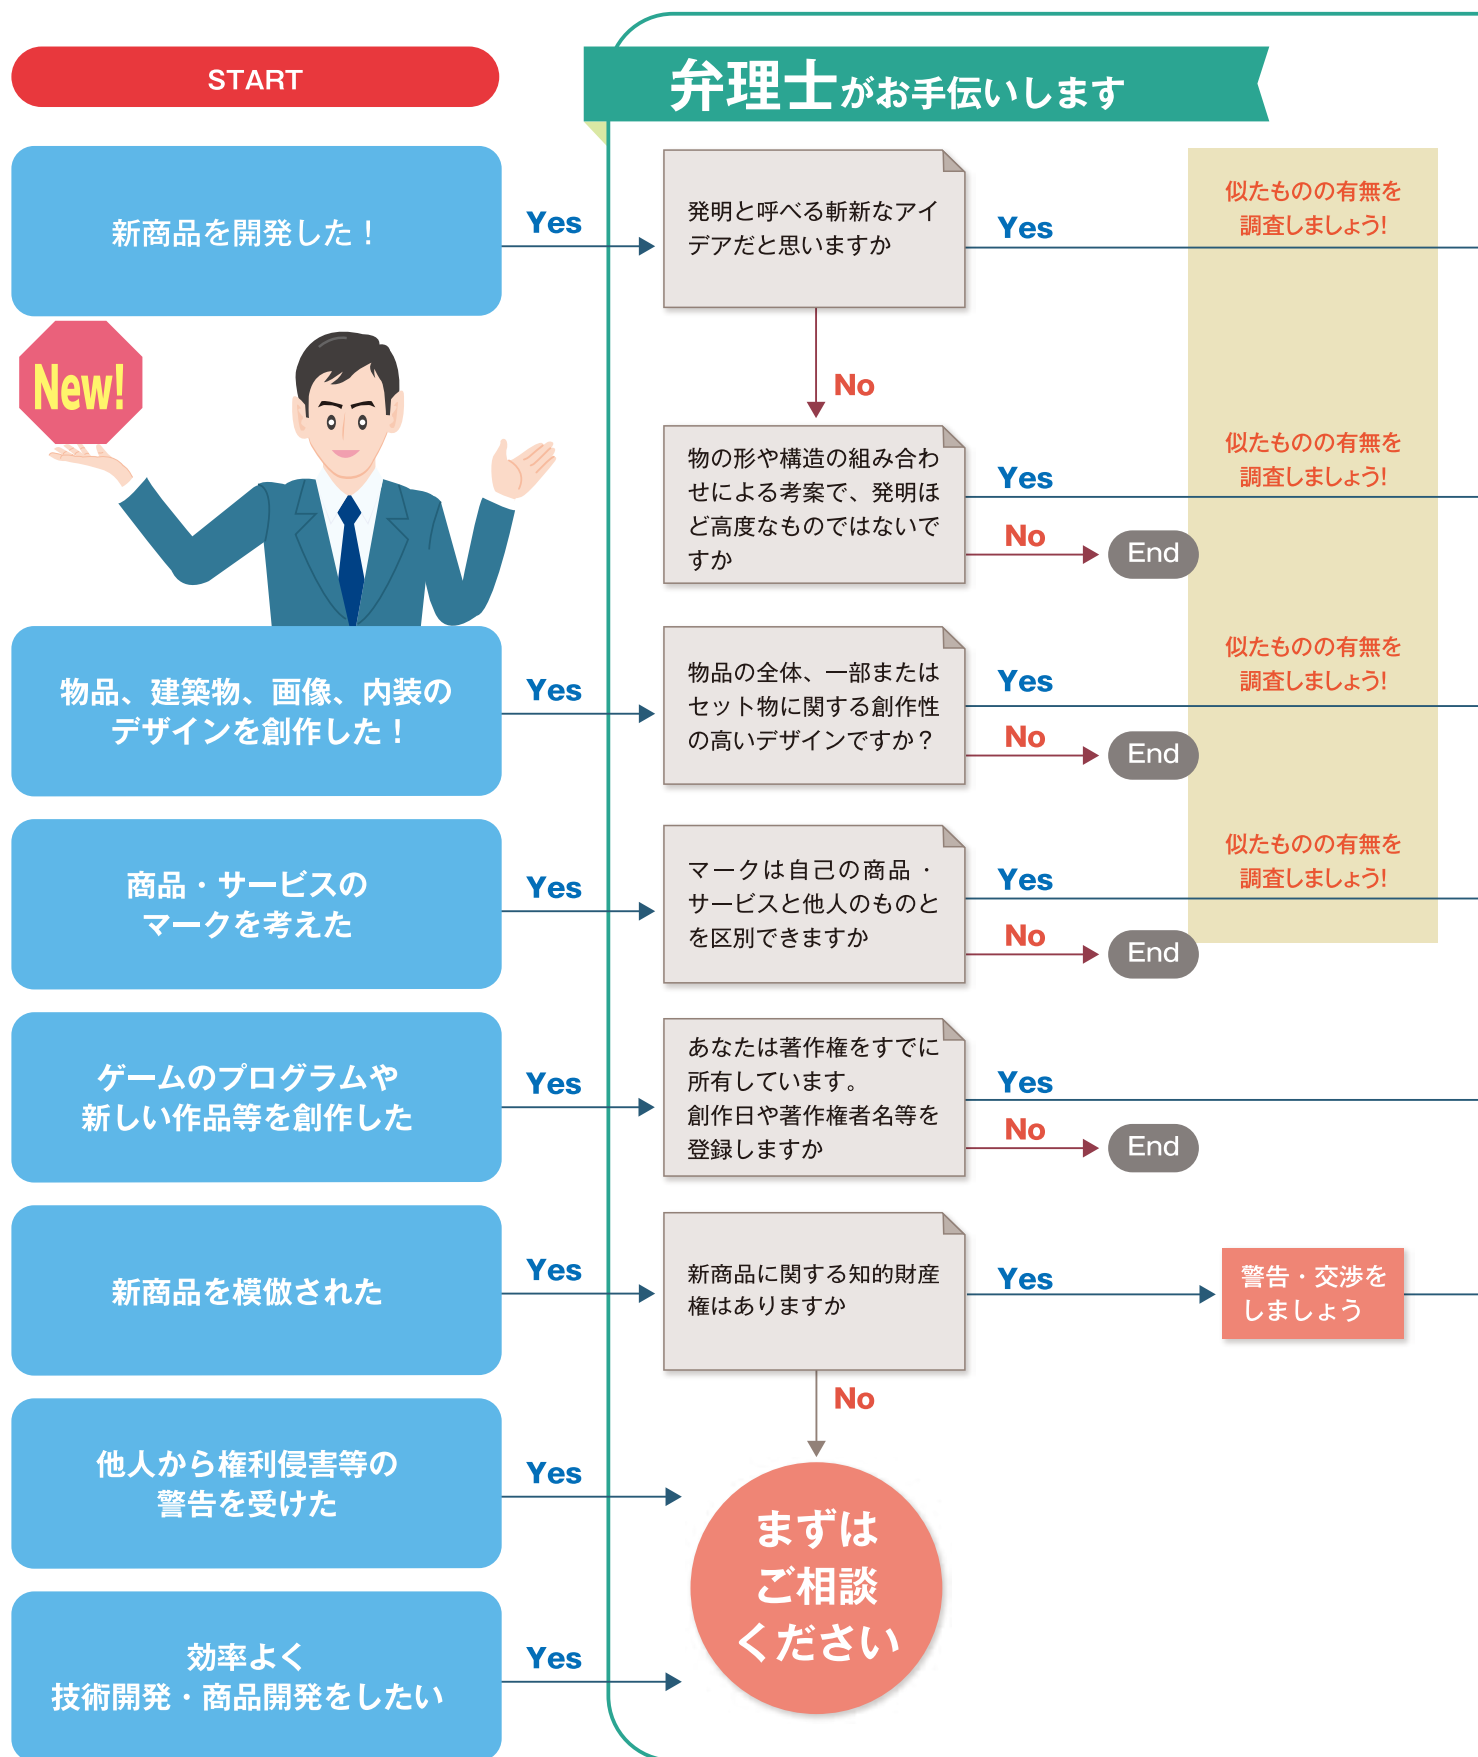 START
弁理士がお手伝いします
新商品を開発した！
Yes
発明と呼べる斬新なアイ
デアだと思いますか
Yes
似たものの有無を
調査しましょう!
New!
No
物の形や構造の組み合わ
せによる考案で、発明ほ
ど高度なものではないで
すか
Yes
似たものの有無を
調査しましょう!
No
End
物品、建築物、画像、内装の
デザインを創作した！
Yes
物品の全体、一部または
セット物に関する創作性
の高いデザインですか？
Yes
似たものの有無を
調査しましょう!
No
End
商品・サービスの
マークを考えた
Yes
マークは自己の商品・
サービスと他人のものと
を区別できますか
Yes
似たものの有無を
調査しましょう!
No
End
ゲームのプログラムや
新しい作品等を創作した
Yes
あなたは著作権をすでに
所有しています。
創作日や著作権者名等を
登録しますか
Yes
No
End
新商品を模倣された
Yes
新商品に関する知的財産
権はありますか
Yes
警告・交渉を
しましょう
No
他人から権利侵害等の
警告を受けた
Yes
まずは
ご相談
ください
効率よく
技術開発・商品開発をしたい
Yes